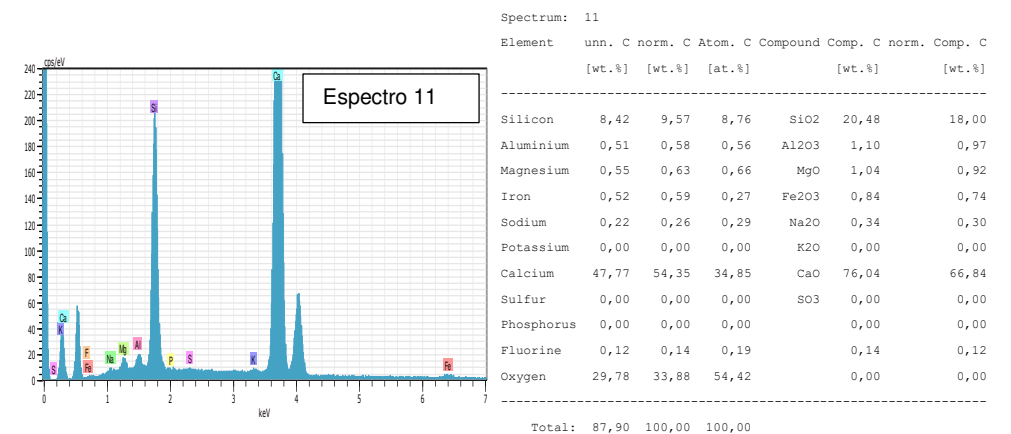 cps/eV
240
220
200
180
160
140
120
100
80
60
40
20
0
0 1 2 3 4 5 6 7
keV
Espectro 11
Ca
Si
Ca
K
S
F
Fe
Na
Mg
Al
P
S
K
Fe
Spectrum: 11
Element unn. C norm. C Atom. C Compound Comp. C norm. Comp. C
[wt.%] [wt.%] [at.%] [wt.%] [wt.%]
-------------------------------------------------------------------
Silicon 8,42 9,57 8,76 SiO2 20,48 18,00
Aluminium 0,51 0,58 0,56 Al2O3 1,10 0,97
Magnesium 0,55 0,63 0,66 MgO 1,04 0,92
Iron 0,52 0,59 0,27 Fe2O3 0,84 0,74
Sodium 0,22 0,26 0,29 Na2O 0,34 0,30
Potassium 0,00 0,00 0,00 K2O 0,00 0,00
Calcium 47,77 54,35 34,85 CaO 76,04 66,84
Sulfur 0,00 0,00 0,00 SO3 0,00 0,00
Phosphorus 0,00 0,00 0,00 0,00 0,00
Fluorine 0,12 0,14 0,19 0,14 0,12
Oxygen 29,78 33,88 54,42 0,00 0,00
-------------------------------------------------------------------
Total: 87,90 100,00 100,00